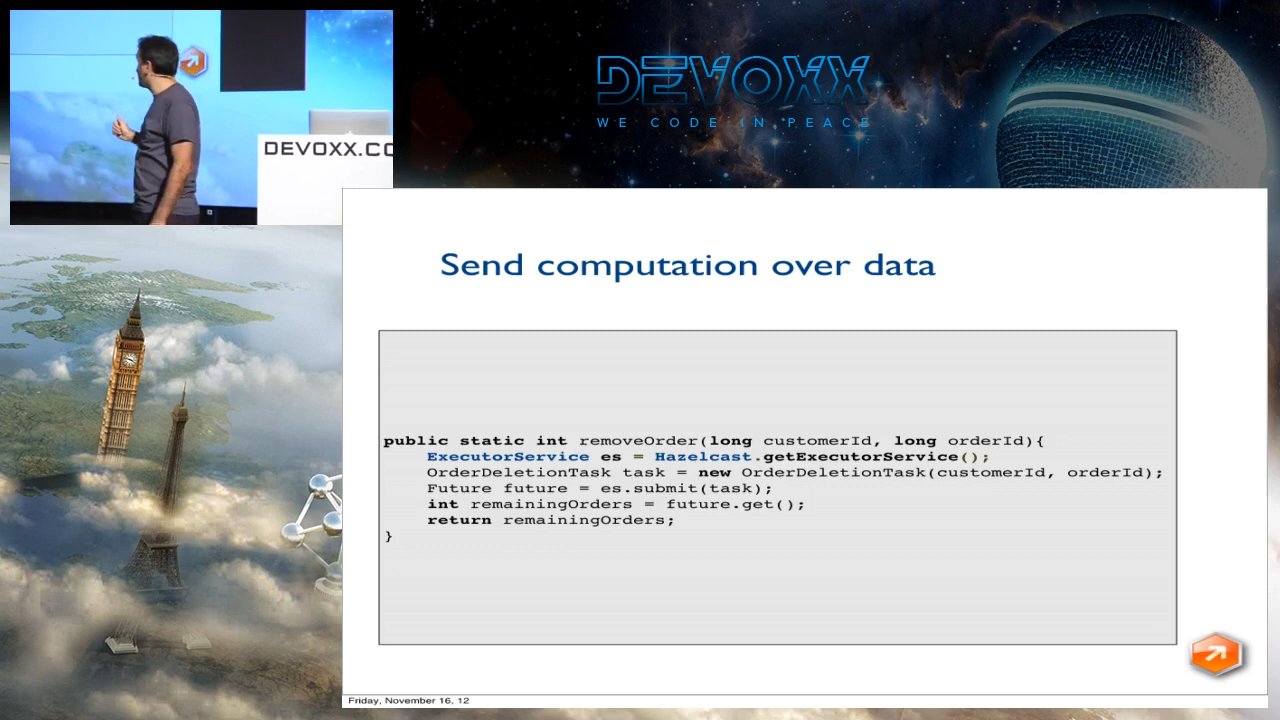 DEVOXX
WE CODE IN PEACE
DEVOXX.CO
Send computation over data
public static int removeOrder(long customerId, long orderId){
    ExecutorService es = Hazelcast.getExecutorService();
    OrderDeletionTask task = new OrderDeletionTask(customerId, orderId);
    Future future = es.submit(task);
    int remainingOrders = future.get();
    return remainingOrders;
}
Friday, November 16, 12